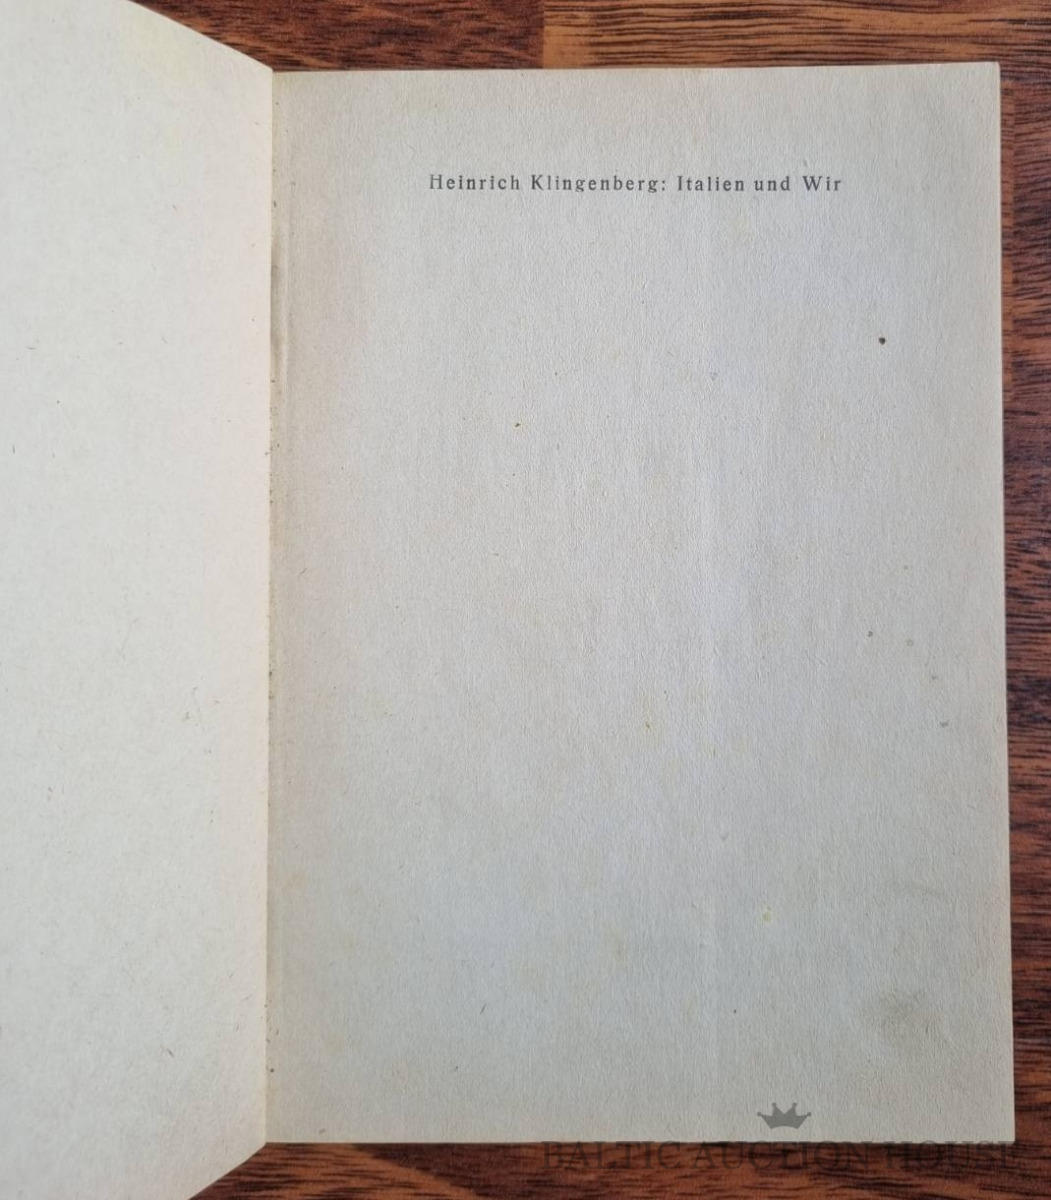 Heinrich Klingenberg: Italien und Wir
BALTIC AUCTION HOUSE